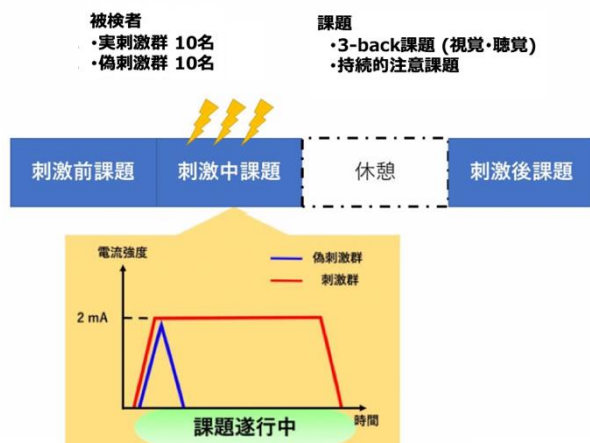 被検者
・実刺激群 10名
・偽刺激群 10名
課題
・3-back課題 (視覚・聴覚)
・持続的注意課題
刺激前課題
刺激中課題
休憩
刺激後課題
電流強度
偽刺激群
刺激群
2 mA
時間
課題遂行中